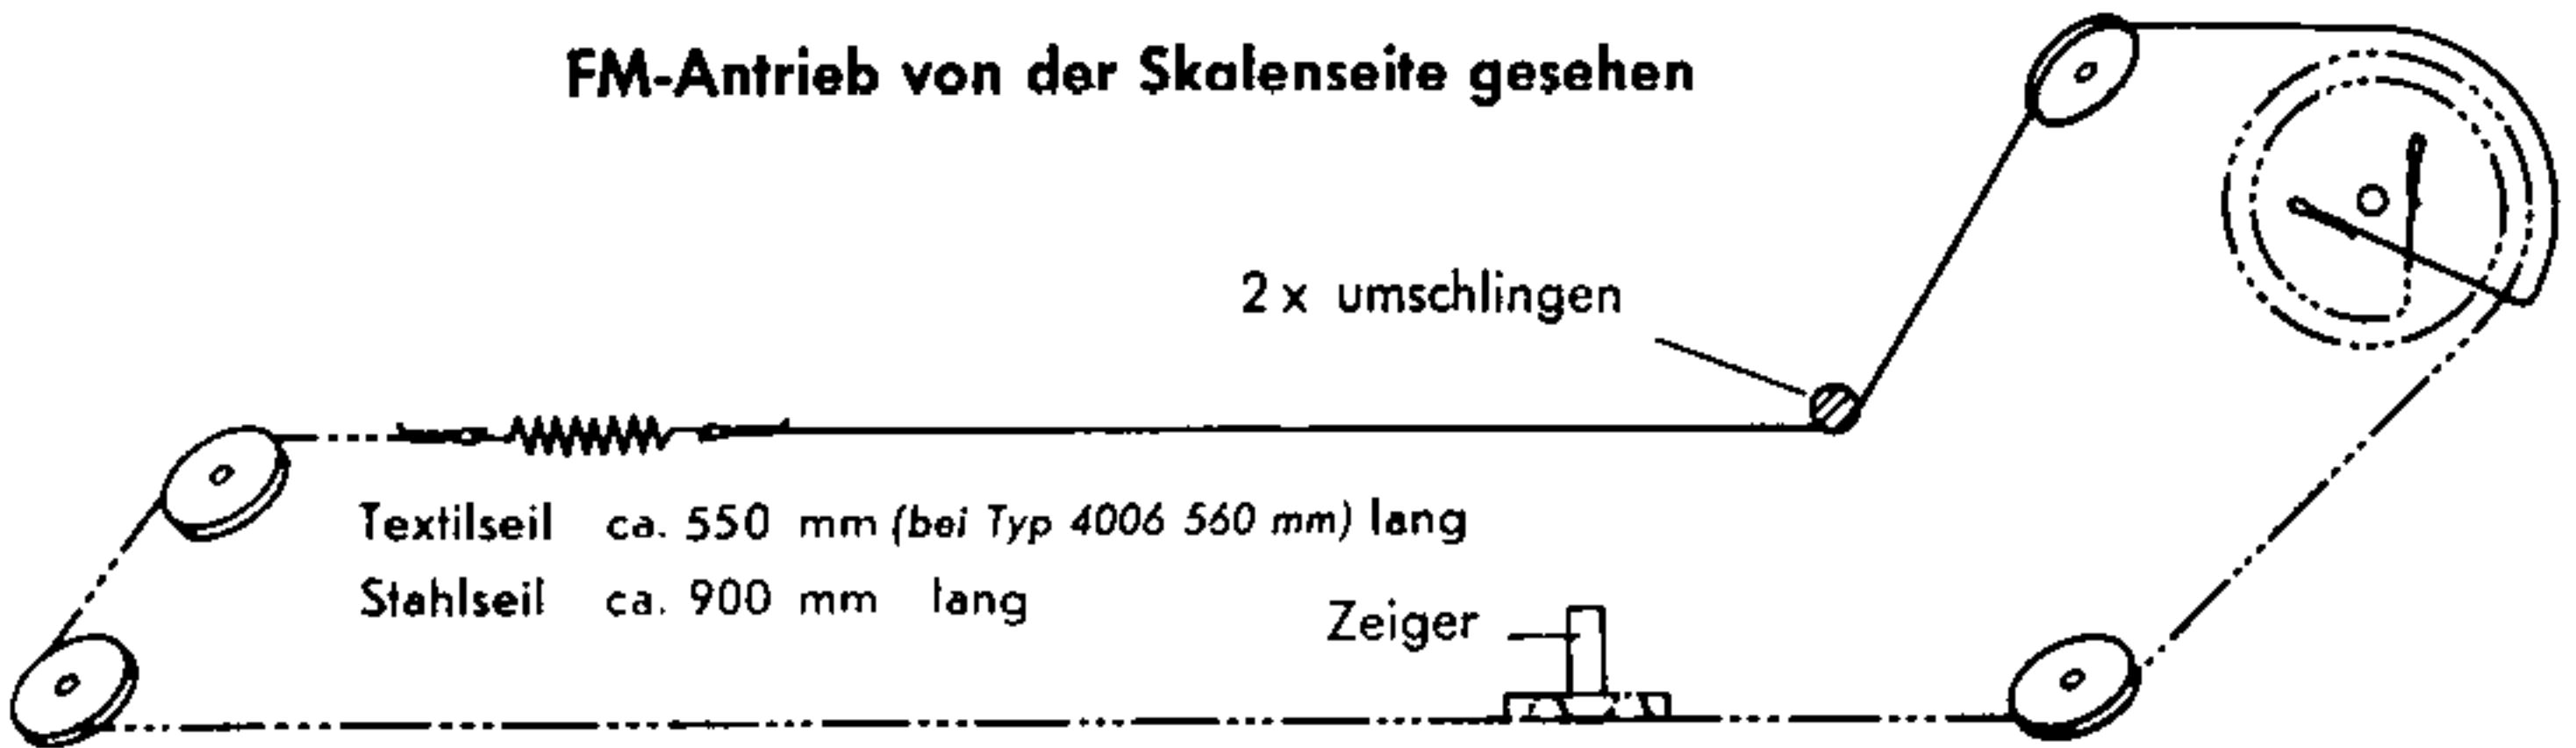 FM-Antrieb von der Skalenseite gesehen
2 x umschlingen
Textilseil ca. 550 mm (bei Typ 4006 560 mm) lang
Stahlseil ca. 900 mm lang
Zeiger